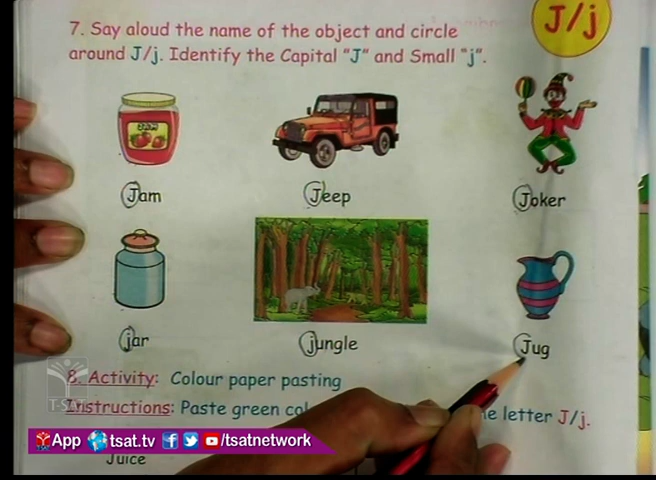 7. Say aloud the name of the object and circle
around J/j. Identify the Capital "J" and Small "j".
J/j
JAM
Jam
Jeep
Joker
jar
jungle
Jug
8. Activity: Colour paper pasting
Instructions: Paste green col
e letter J/j.
App tsat.tv /tsatnetwork
Juice